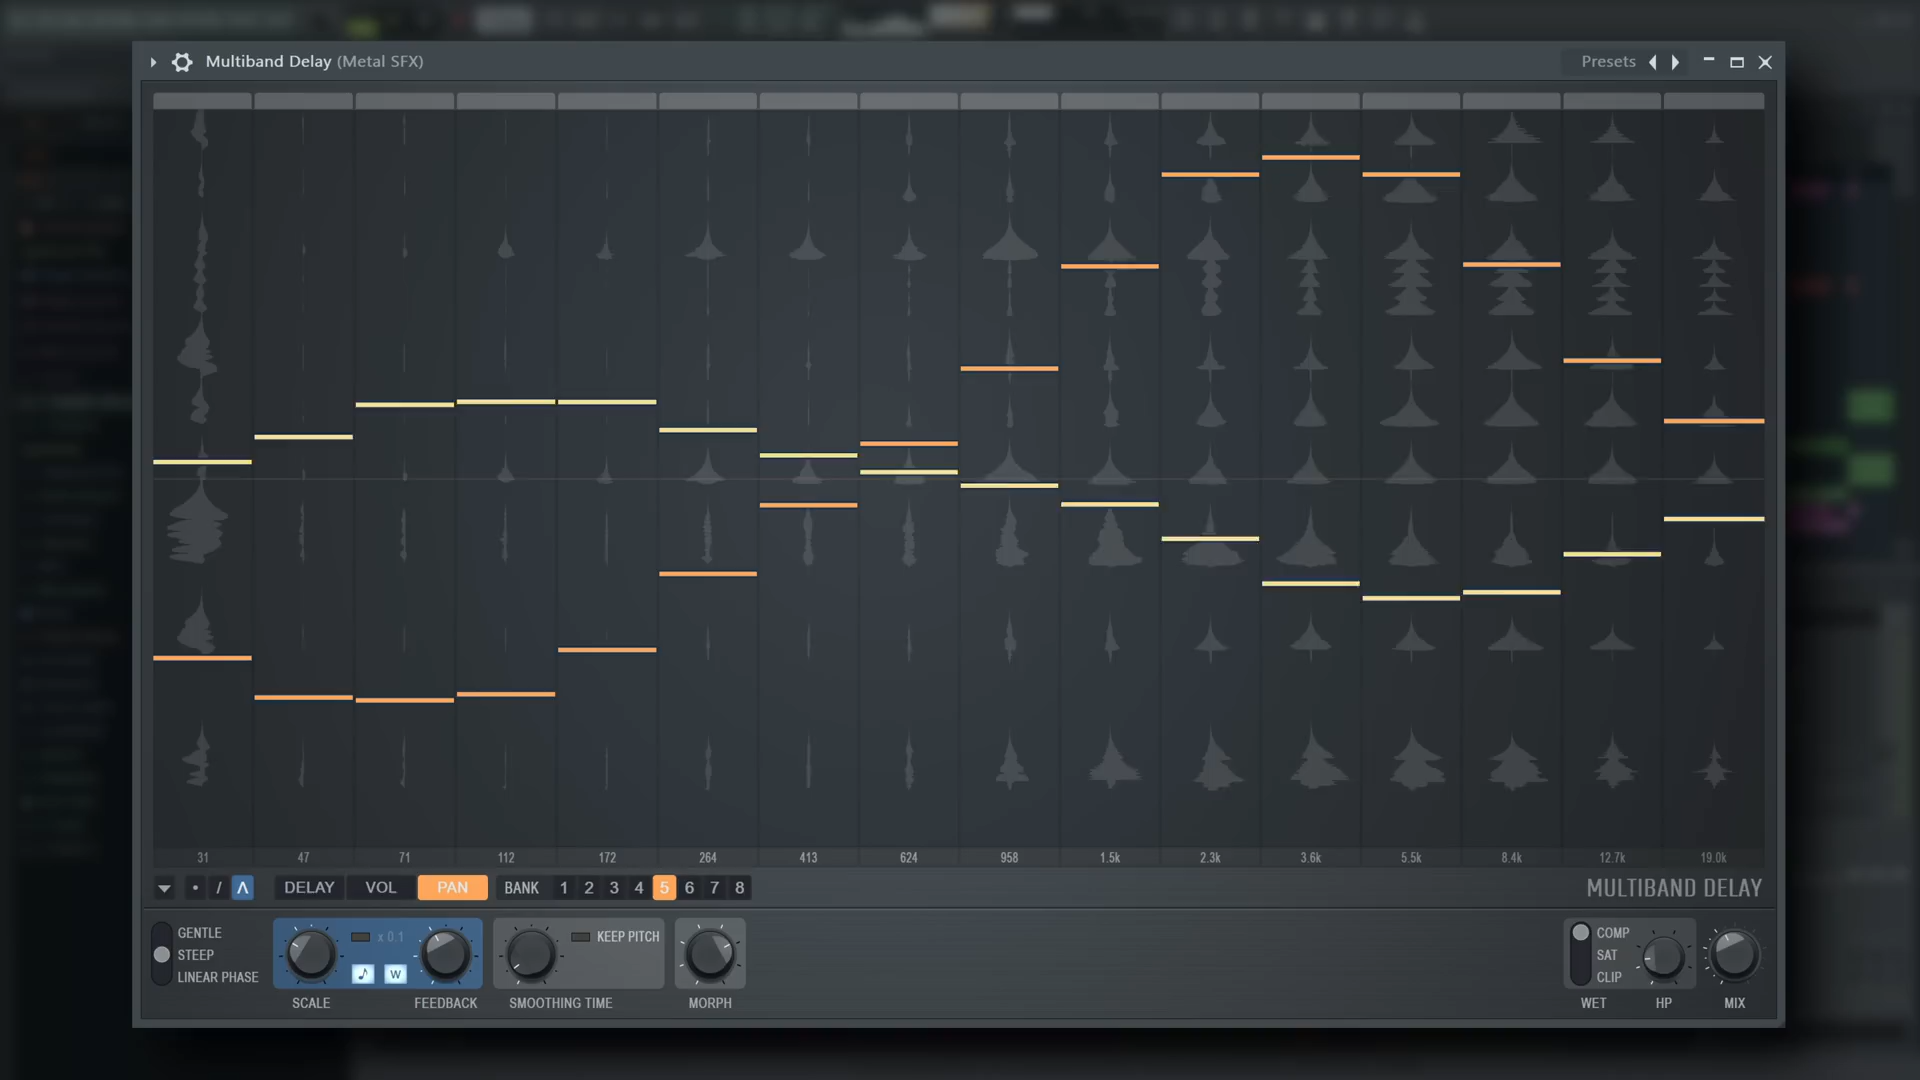 Multiband Delay (Metal SFX)
Presets
31 47 71 112 172 264 413 624 958 1.5k 2.3k 3.6k 5.5k 8.4k 12.7k 19.0k
DELAY VOL PAN BANK 1 2 3 4 5 6 7 8
MULTIBAND DELAY
GENTLE
STEEP
LINEAR PHASE
x 0.1
W
SCALE
FEEDBACK
KEEP PITCH
SMOOTHING TIME
MORPH
COMP
SAT
CLIP
WET
HP
MIX